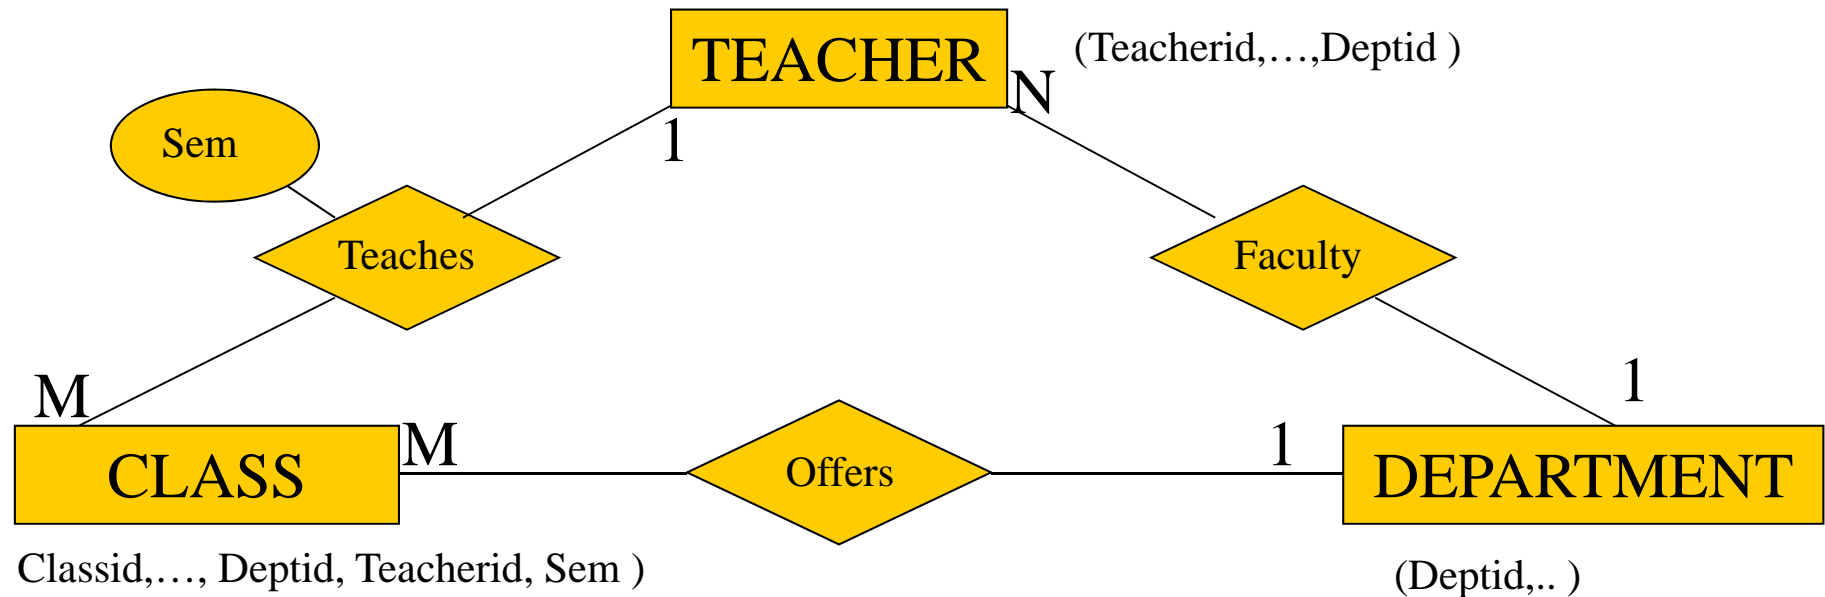 TEACHER
(Teacherid,…,Deptid )
N
1
Sem
Teaches
Faculty
M
1
CLASS
M
Offers
1
DEPARTMENT
Classid,…, Deptid, Teacherid, Sem )
(Deptid,.. )